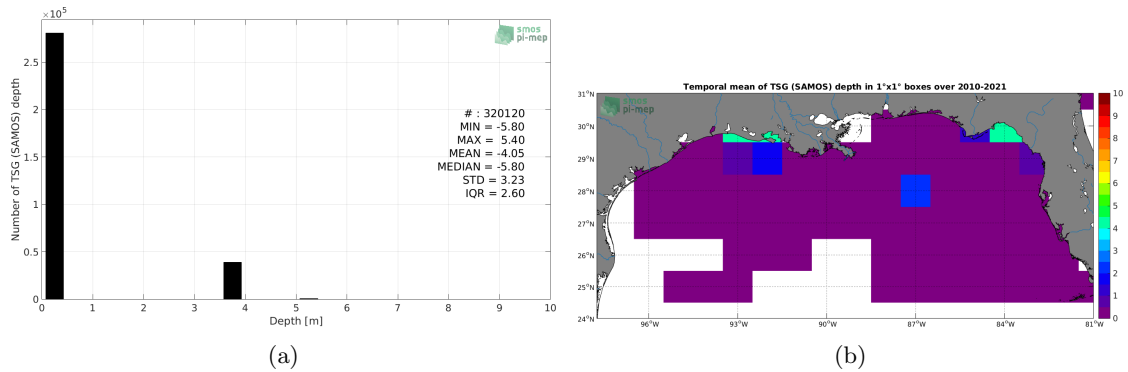 ×10⁵
smos
pi-mep
2.5
2
1.5
1
0.5
0
Number of TSG (SAMOS) depth
# : 320120
MIN = -5.80
MAX = 5.40
MEAN = -4.05
MEDIAN = -5.80
STD = 3.23
IQR = 2.60
0 1 2 3 4 5 6 7 8 9 10
Depth [m]
(a)
Temporal mean of TSG (SAMOS) depth in 1°x1° boxes over 2010-2021
smos
pi-mep
31°N
30°N
29°N
28°N
27°N
26°N
25°N
24°N
96°W 93°W 90°W 87°W 84°W 81°W
10
9
8
7
6
5
4
3
2
1
0
(b)